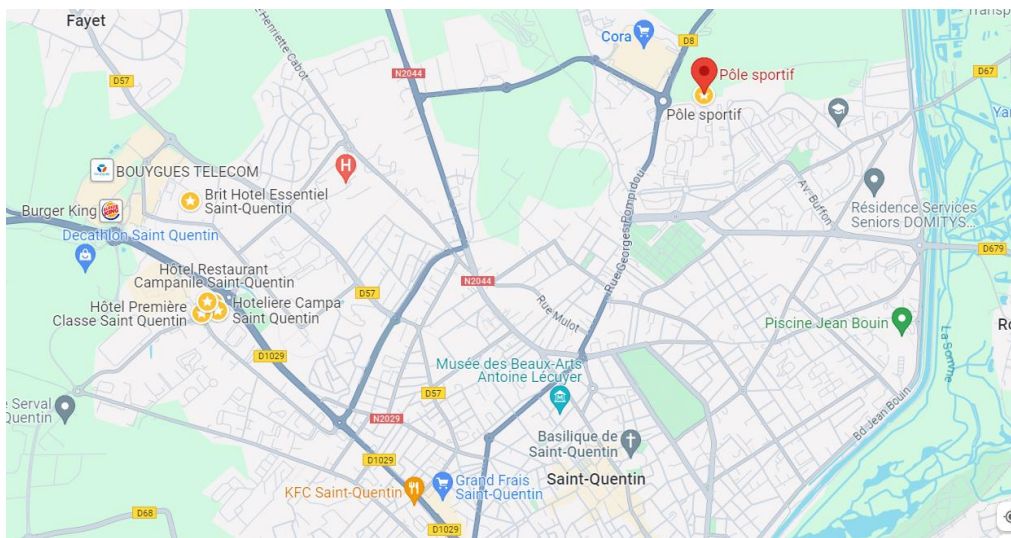 Fayet
Cora
D8
Transp
D67
Pôle sportif
Pôle sportif
D57
N2044
Henriette Cabot
H
BOUYGUES TELECOM
Brit Hotel Essentiel
Saint-Quentin
Burger King
Decathlon Saint Quentin
Rue Georges Pompidou
Av. Buffon
Résidence Services
Seniors DOMITYS...
D679
Hôtel Restaurant
Campanile Saint-Quentin
Hôtel Première
Classe Saint Quentin
Hoteliere Campa
Saint Quentin
D57
N2044
Rue Mulot
Piscine Jean Bouin
La Somme
D1029
Musée des Beaux-Arts
Antoine Lécuyer
D57
Serval
Quentin
N2029
Bd Jean Bouin
Basilique de
Saint-Quentin
D1029
KFC Saint-Quentin
Grand Frais
Saint-Quentin
Saint-Quentin
D68
D1029